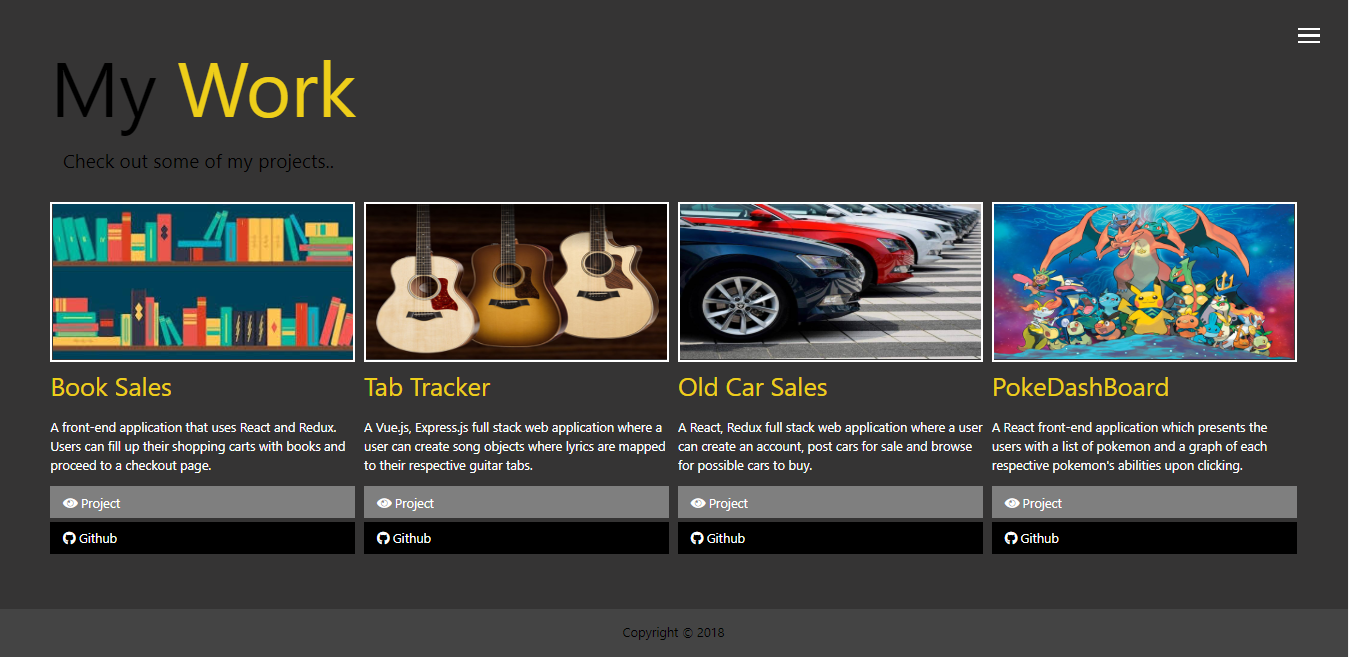 My Work
Check out some of my projects..
Book Sales
A front-end application that uses React and Redux.
Users can fill up their shopping carts with books and
proceed to a checkout page.
Project
Github
Tab Tracker
A Vue.js, Express.js full stack web application where a
user can create song objects where lyrics are mapped
to their respective guitar tabs.
Project
Github
Old Car Sales
A React, Redux full stack web application where a user
can create an account, post cars for sale and browse
for possible cars to buy.
Project
Github
PokeDashBoard
A React front-end application which presents the
users with a list of pokemon and a graph of each
respective pokemon's abilities upon clicking.
Project
Github
Copyright © 2018